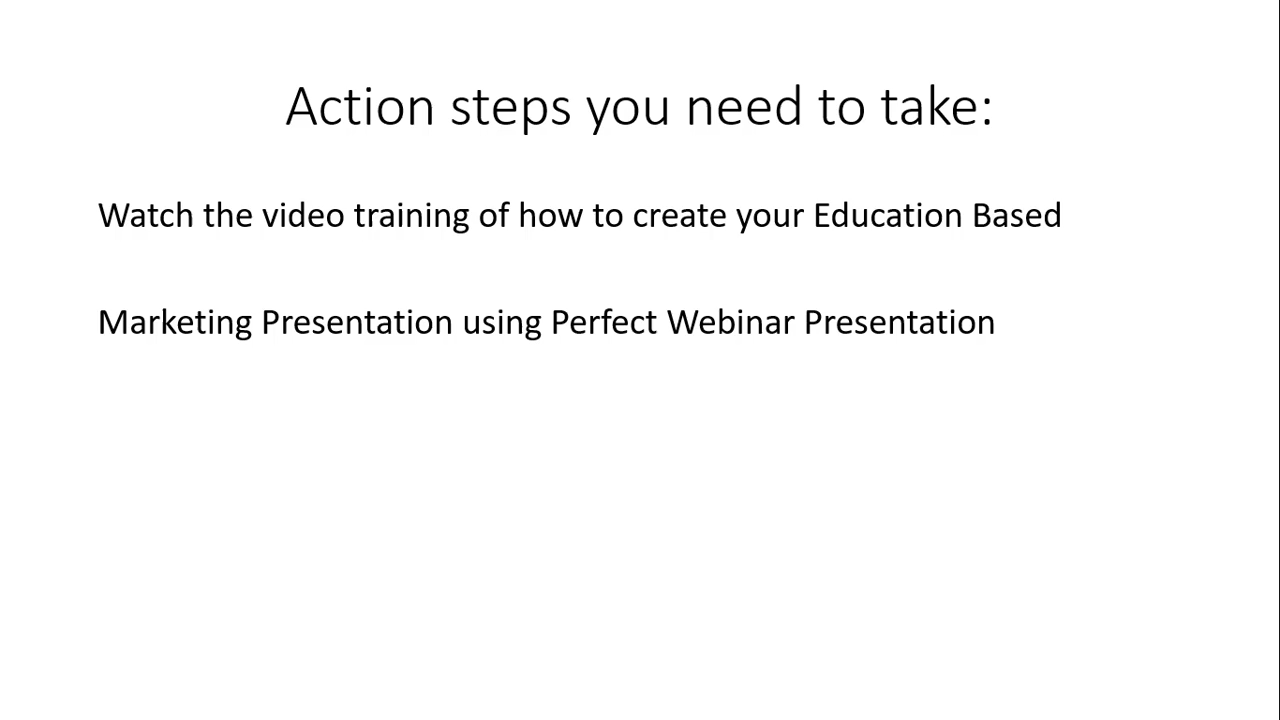 Action steps you need to take:
Watch the video training of how to create your Education Based
Marketing Presentation using Perfect Webinar Presentation